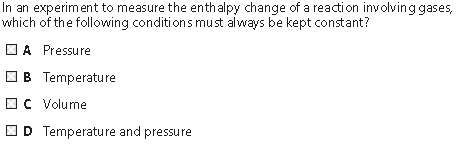 In an experiment to measure the enthalpy change of a reaction involving gases,
which of the following conditions must always be kept constant?
A Pressure
B Temperature
C Volume
D Temperature and pressure